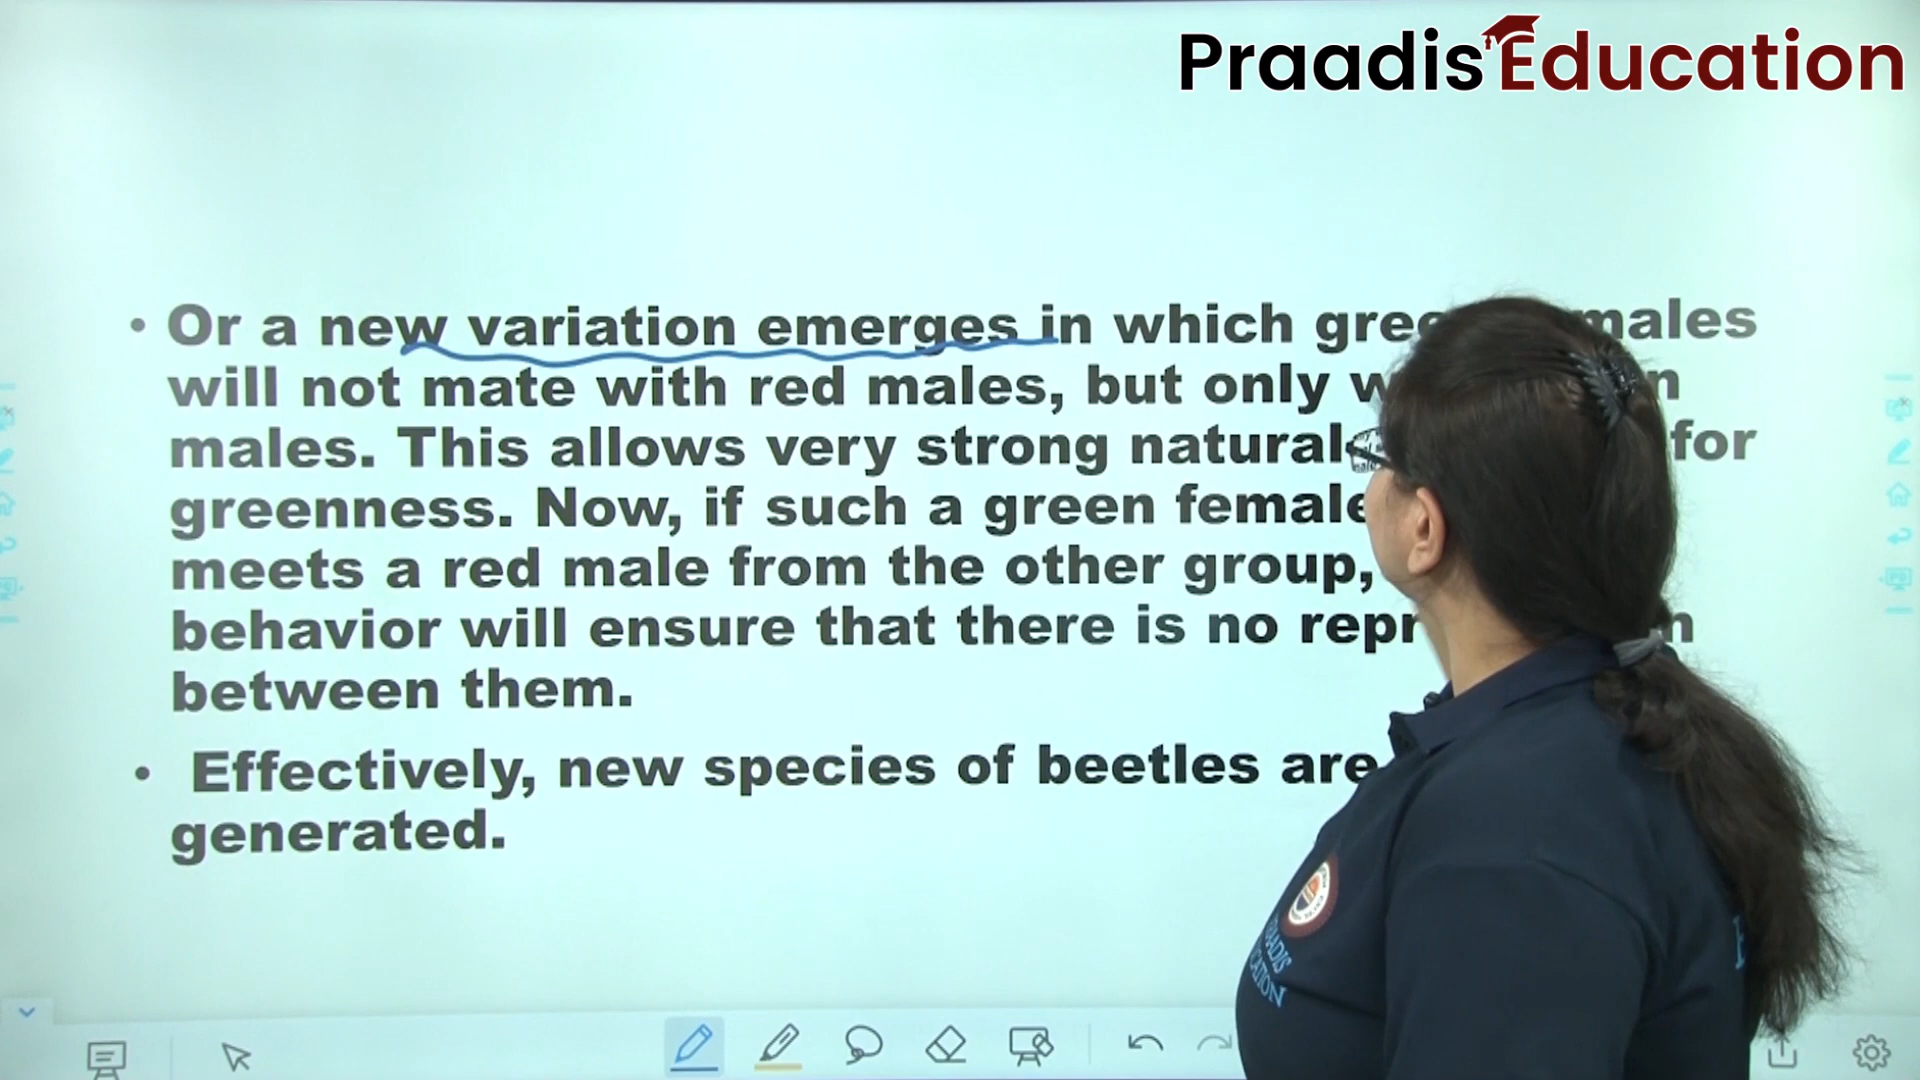 Praadis Education
• Or a new variation emerges in which males
will not mate with red males, but only
males. This allows very strong natural for
greenness. Now, if such a green female
meets a red male from the other group,
behavior will ensure that there is no
between them.
• Effectively, new species of beetles are
generated.